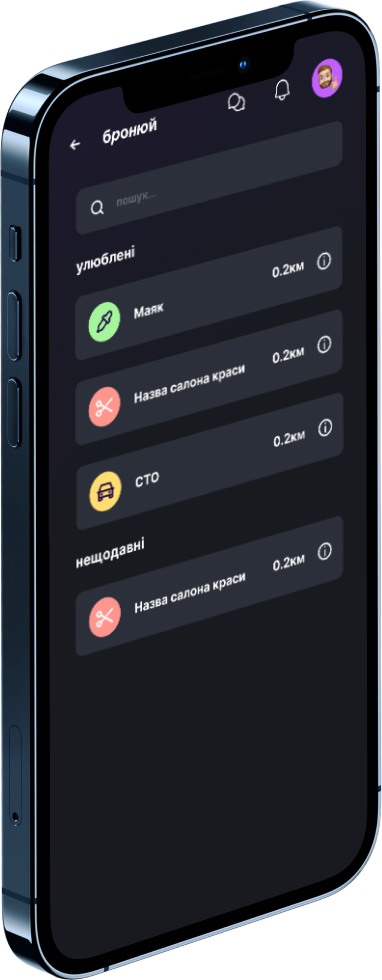 бронюй
пошук...
улюблені
Маяк 0.2км
Назва салона краси 0.2км
СТО 0.2км
нещодавні
Назва салона краси 0.2км